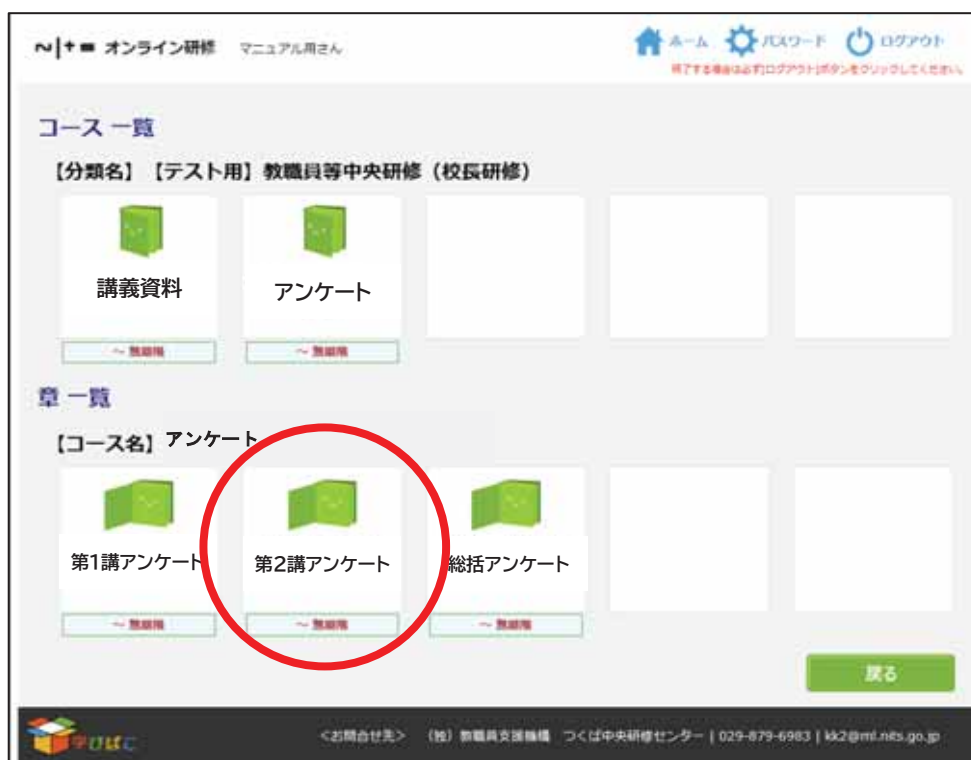 オンライン研修 マニュアル用さん
ホーム パスワード ログアウト
終了する場合は必ず[ログアウト]ボタンをクリックしてください。
コース 一覧
【分類名】【テスト用】教職員等中央研修（校長研修）
講義資料 アンケート
～ 無期限 ～ 無期限
章 一覧
【コース名】アンケート
第1講アンケート 第2講アンケート 総括アンケート
～ 無期限 ～ 無期限 ～ 無期限
戻る
学びばこ <お問合せ先> （独）教職員支援機構 つくば中央研修センター | 029-879-6983 | kk2@ml.nits.go.jp